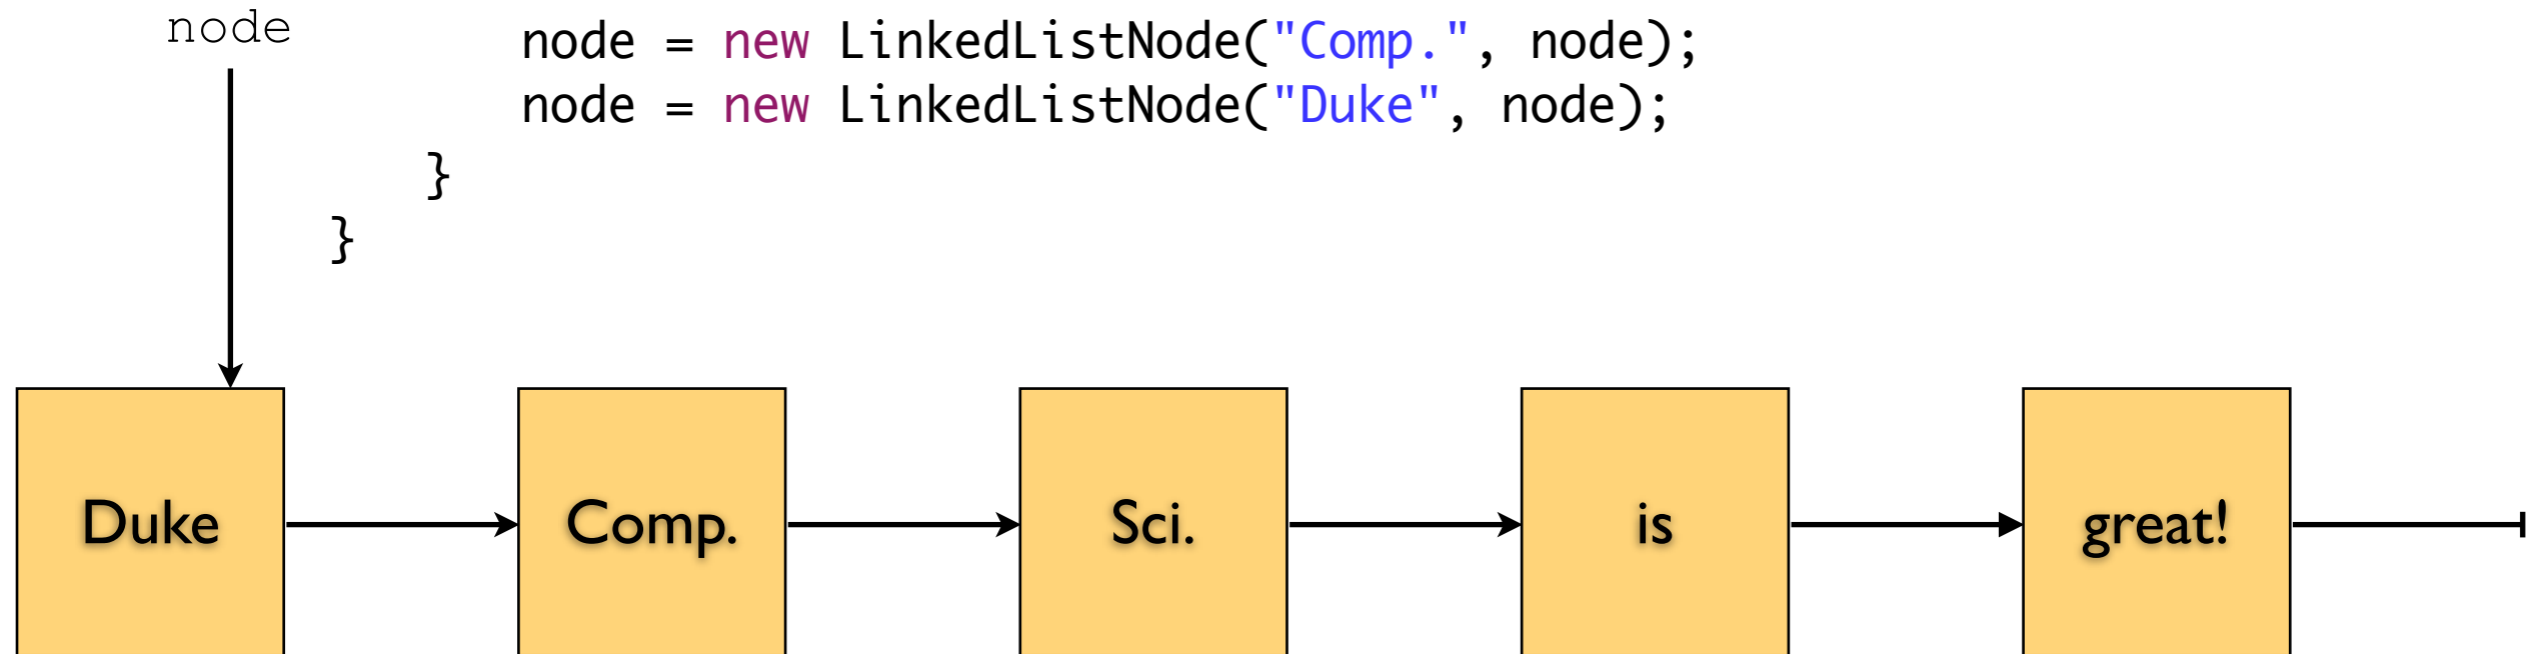 node
node = new LinkedListNode("Comp.", node);
node = new LinkedListNode("Duke", node);
}
}
Duke
Comp.
Sci.
is
great!